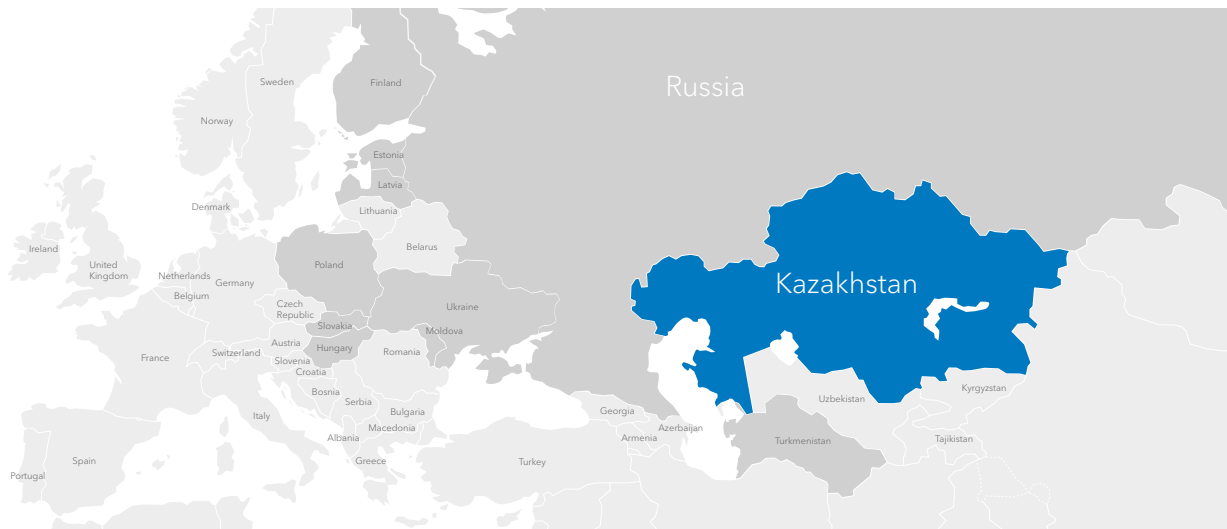 Russia
Sweden
Finland
Norway
Estonia
Latvia
Denmark
Lithuania
Ireland
Belarus
United
Kingdom
Netherlands
Poland
Germany
Belgium
Kazakhstan
Czech
Republic
Ukraine
Slovakia
Moldova
Austria
Hungary
France
Switzerland
Romania
Slovenia
Croatia
Bosnia
Kyrgyzstan
Serbia
Uzbekistan
Italy
Bulgaria
Georgia
Macedonia
Azerbaijan
Albania
Armenia
Turkmenistan
Tajikistan
Spain
Greece
Turkey
Portugal